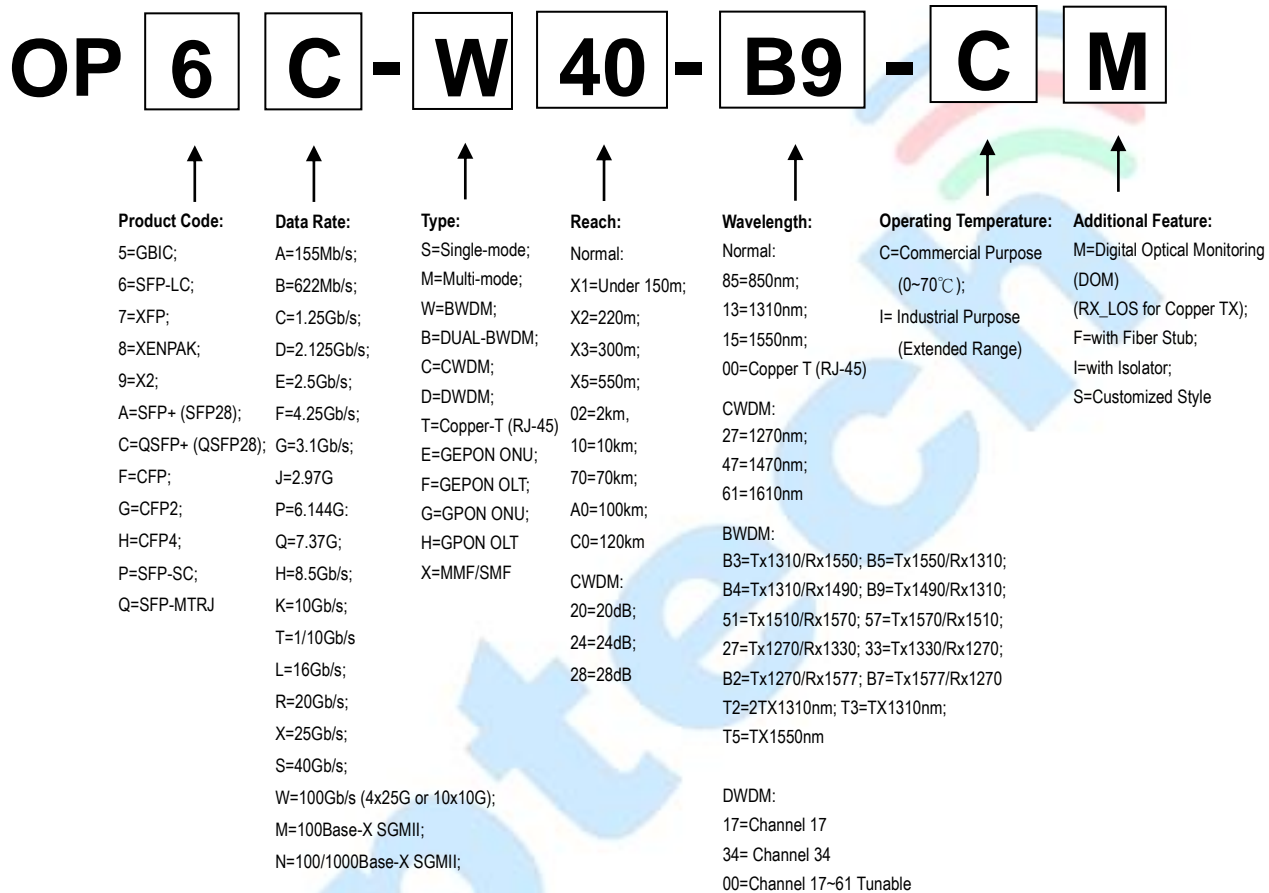 OP 6 C - W 40 - B9 - C M
Product Code:
5=GBIC;
6=SFP-LC;
7=XFP;
8=XENPAK;
9=X2;
A=SFP+ (SFP28);
C=QSFP+ (QSFP28);
F=CFP;
G=CFP2;
H=CFP4;
P=SFP-SC;
Q=SFP-MTRJ
Data Rate:
A=155Mb/s;
B=622Mb/s;
C=1.25Gb/s;
D=2.125Gb/s;
E=2.5Gb/s;
F=4.25Gb/s;
G=3.1Gb/s;
J=2.97G
P=6.144G:
Q=7.37G;
H=8.5Gb/s;
K=10Gb/s;
T=1/10Gb/s
L=16Gb/s;
R=20Gb/s;
X=25Gb/s;
S=40Gb/s;
W=100Gb/s (4x25G or 10x10G);
M=100Base-X SGMII;
N=100/1000Base-X SGMII;
Type:
S=Single-mode;
M=Multi-mode;
W=BWDM;
B=DUAL-BWDM;
C=CWDM;
D=DWDM;
T=Copper-T (RJ-45)
E=GEPON ONU;
F=GEPON OLT;
G=GPON ONU;
H=GPON OLT
X=MMF/SMF
Reach:
Normal:
X1=Under 150m;
X2=220m;
X3=300m;
X5=550m;
02=2km,
10=10km;
70=70km;
A0=100km;
C0=120km
CWDM:
20=20dB;
24=24dB;
28=28dB
Wavelength:
Normal:
85=850nm;
13=1310nm;
15=1550nm;
00=Copper T (RJ-45)
CWDM:
27=1270nm;
47=1470nm;
61=1610nm
BWDM:
B3=Tx1310/Rx1550; B5=Tx1550/Rx1310;
B4=Tx1310/Rx1490; B9=Tx1490/Rx1310;
51=Tx1510/Rx1570; 57=Tx1570/Rx1510;
27=Tx1270/Rx1330; 33=Tx1330/Rx1270;
B2=Tx1270/Rx1577; B7=Tx1577/Rx1270
T2=2TX1310nm; T3=TX1310nm;
T5=TX1550nm
DWDM:
17=Channel 17
34= Channel 34
00=Channel 17~61 Tunable
Operating Temperature:
C=Commercial Purpose
(0~70℃);
I= Industrial Purpose
(Extended Range)
Additional Feature:
M=Digital Optical Monitoring
(DOM)
(RX_LOS for Copper TX);
F=with Fiber Stub;
I=with Isolator;
S=Customized Style
ptech